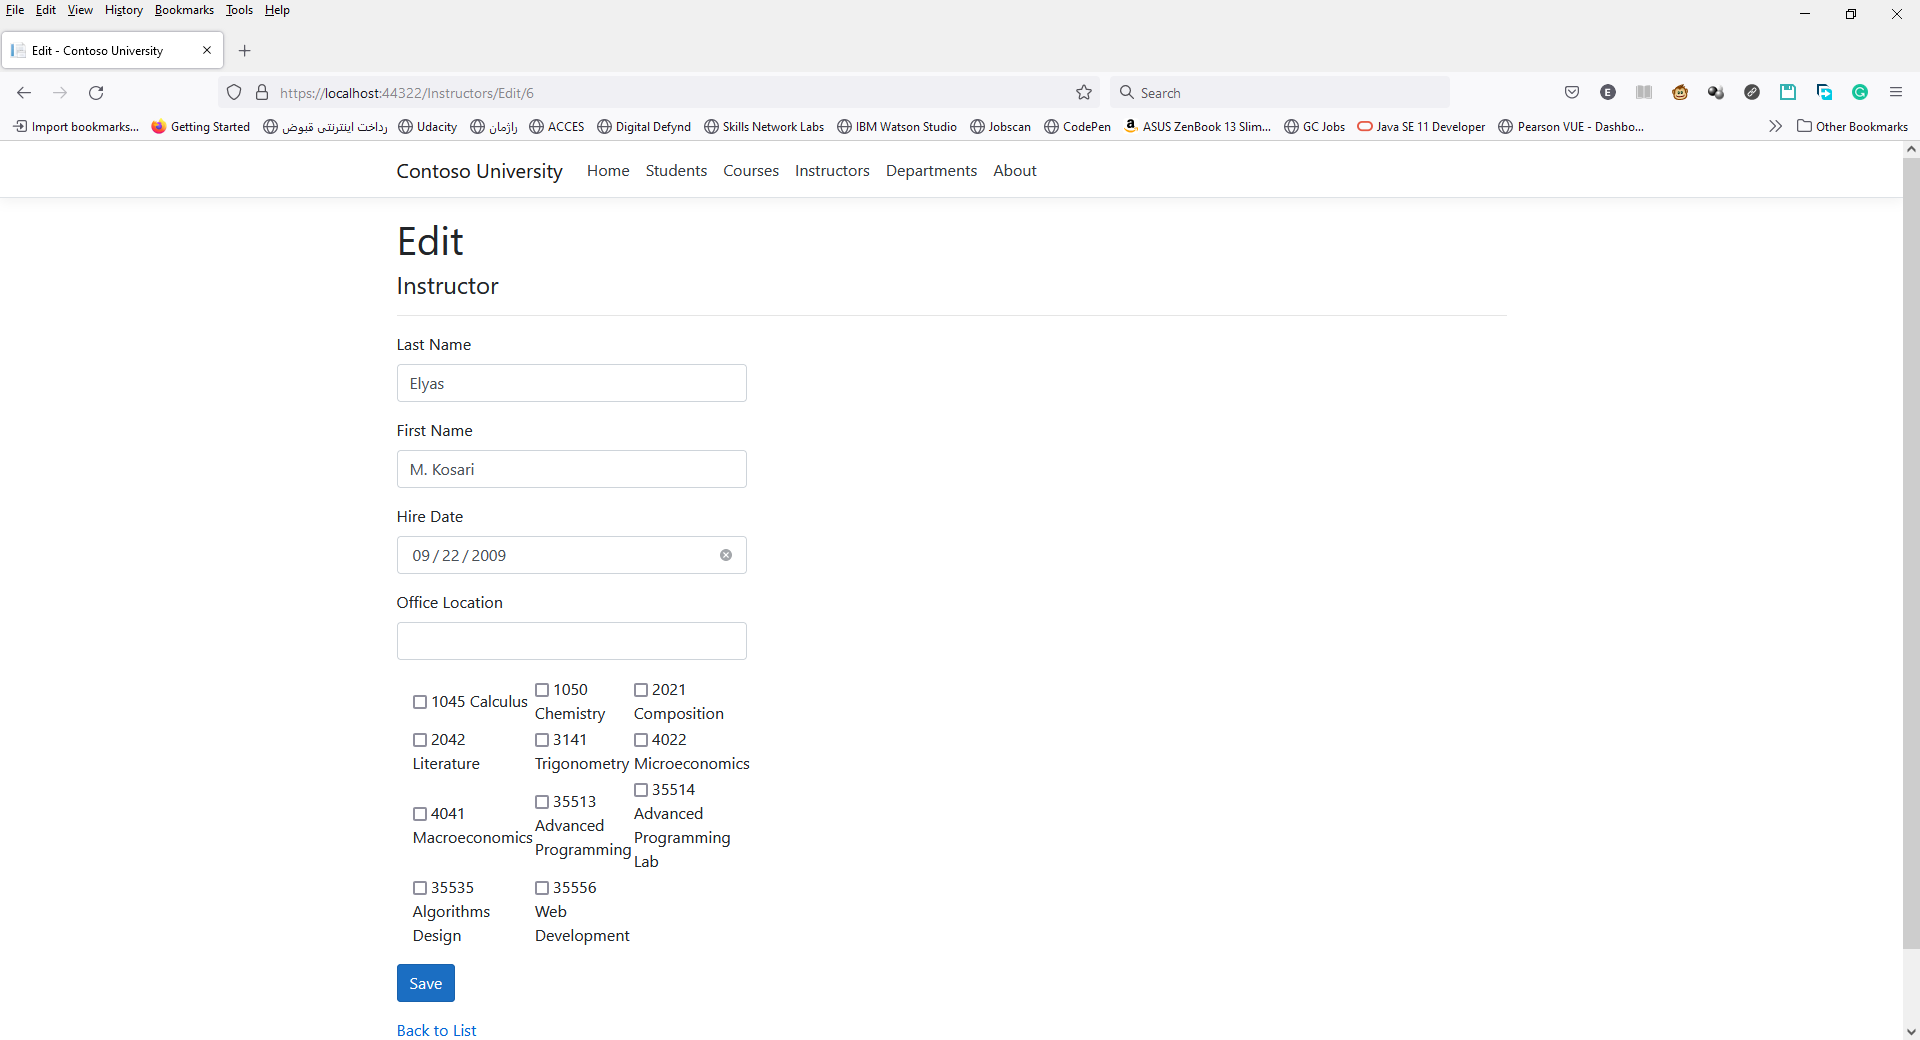 File Edit View History Bookmarks Tools Help
Edit - Contoso University
https://localhost:44322/Instructors/Edit/6
Search
Import bookmarks... Getting Started رداخت اینترنتی قبوض Udacity راژمان ACCES Digital Defynd Skills Network Labs IBM Watson Studio Jobscan CodePen ASUS ZenBook 13 Slim... GC Jobs Java SE 11 Developer Pearson VUE - Dashbo... Other Bookmarks
Contoso University Home Students Courses Instructors Departments About
Edit
Instructor
Last Name
Elyas
First Name
M. Kosari
Hire Date
09 / 22 / 2009
Office Location
1045 Calculus
1050
Chemistry
2021
Composition
2042
Literature
3141
Trigonometry
4022
Microeconomics
4041
Macroeconomics
35513
Advanced
Programming
35514
Advanced
Programming
Lab
35535
Algorithms
Design
35556
Web
Development
Save
Back to List